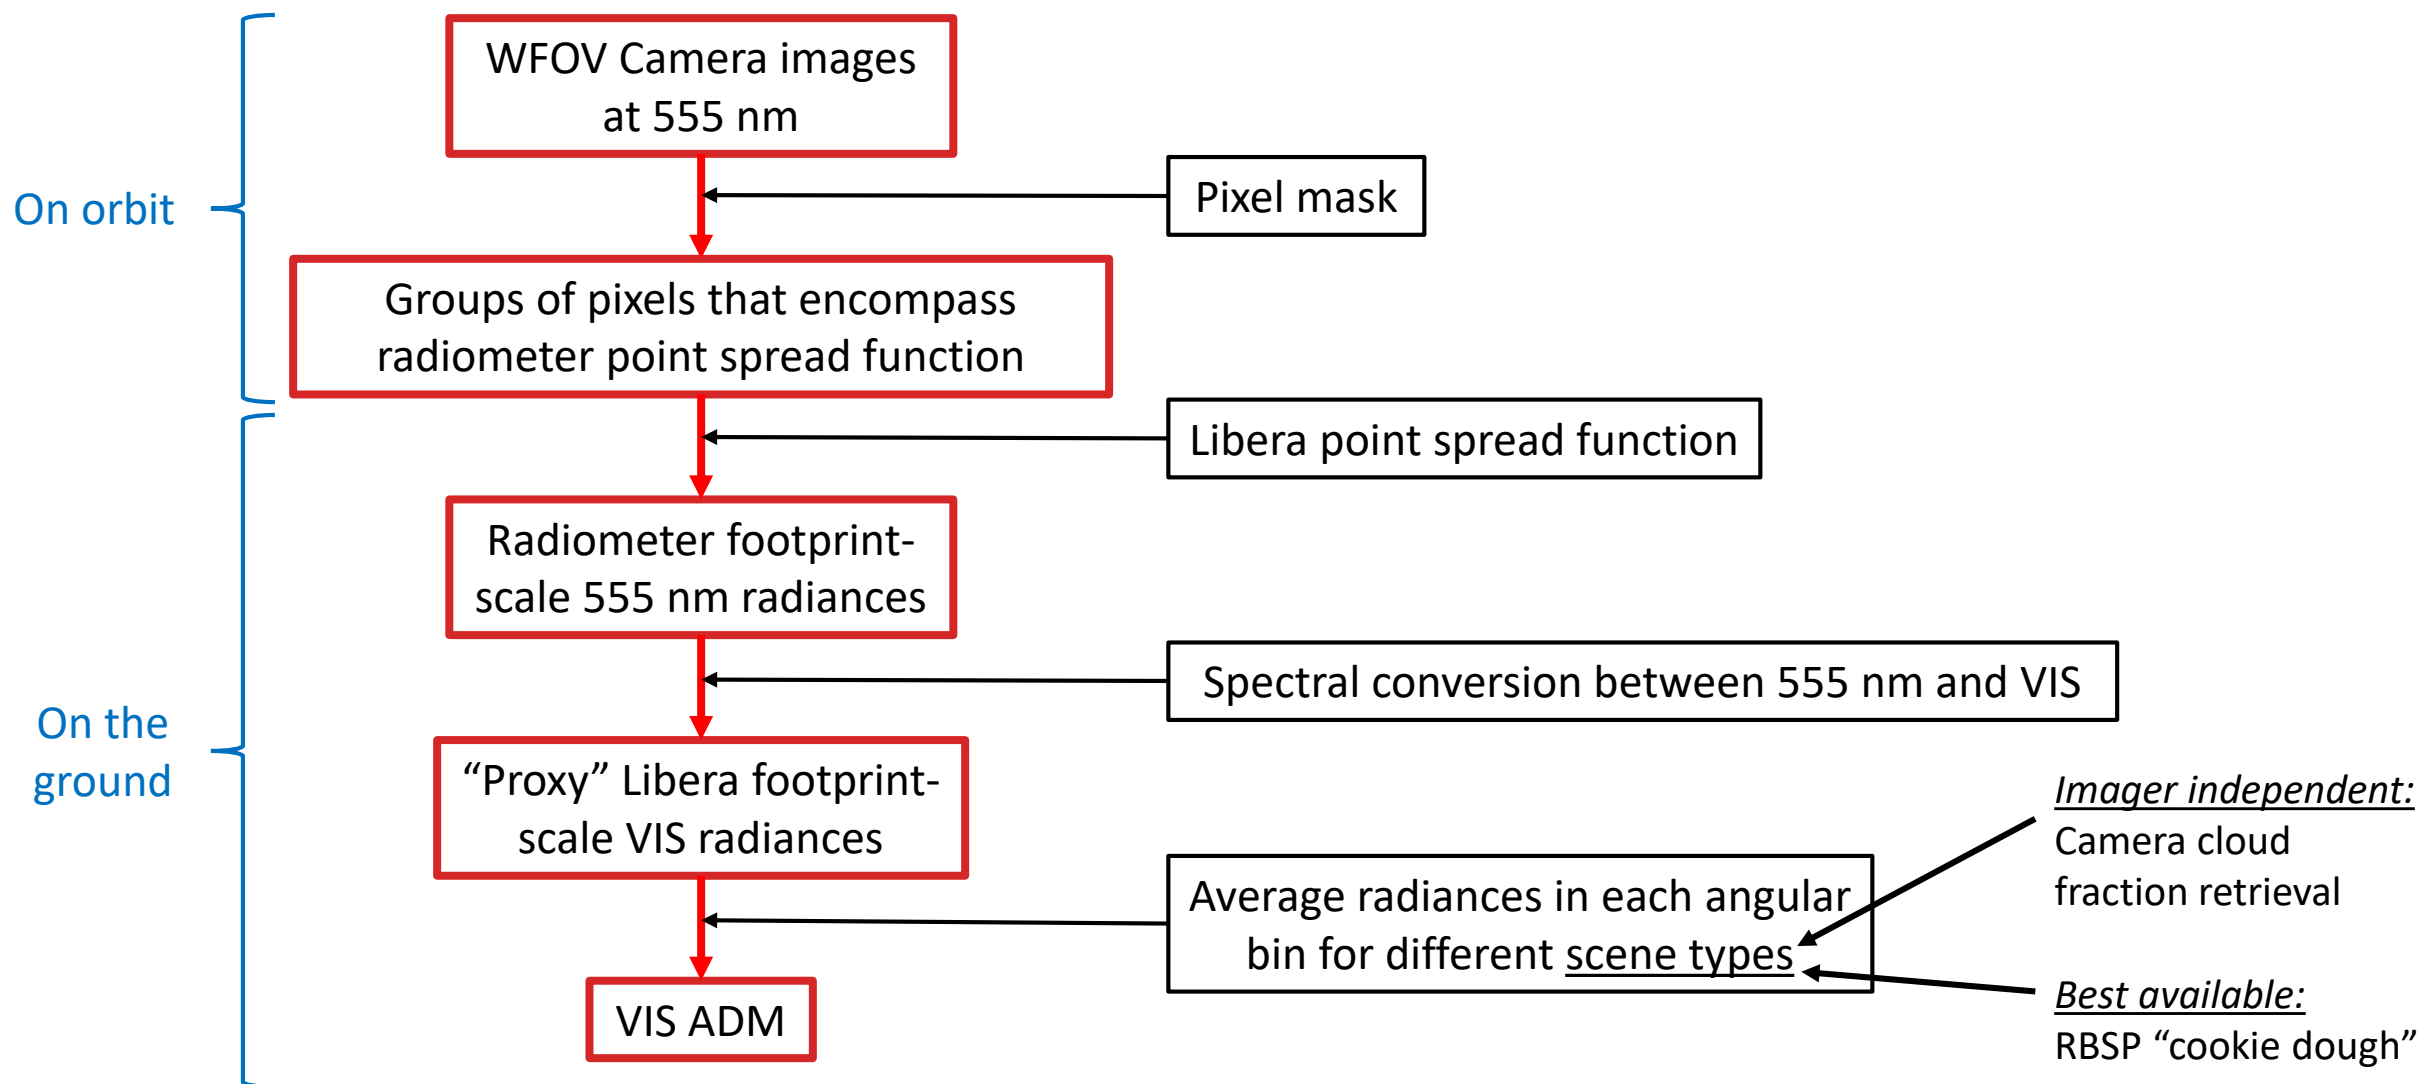 WFOV Camera images
at 555 nm
On orbit
Pixel mask
Groups of pixels that encompass
radiometer point spread function
Libera point spread function
Radiometer footprint-
scale 555 nm radiances
Spectral conversion between 555 nm and VIS
On the
ground
“Proxy” Libera footprint-
scale VIS radiances
Average radiances in each angular
bin for different scene types
Imager independent:
Camera cloud
fraction retrieval
Best available:
RBSP “cookie dough”
VIS ADM